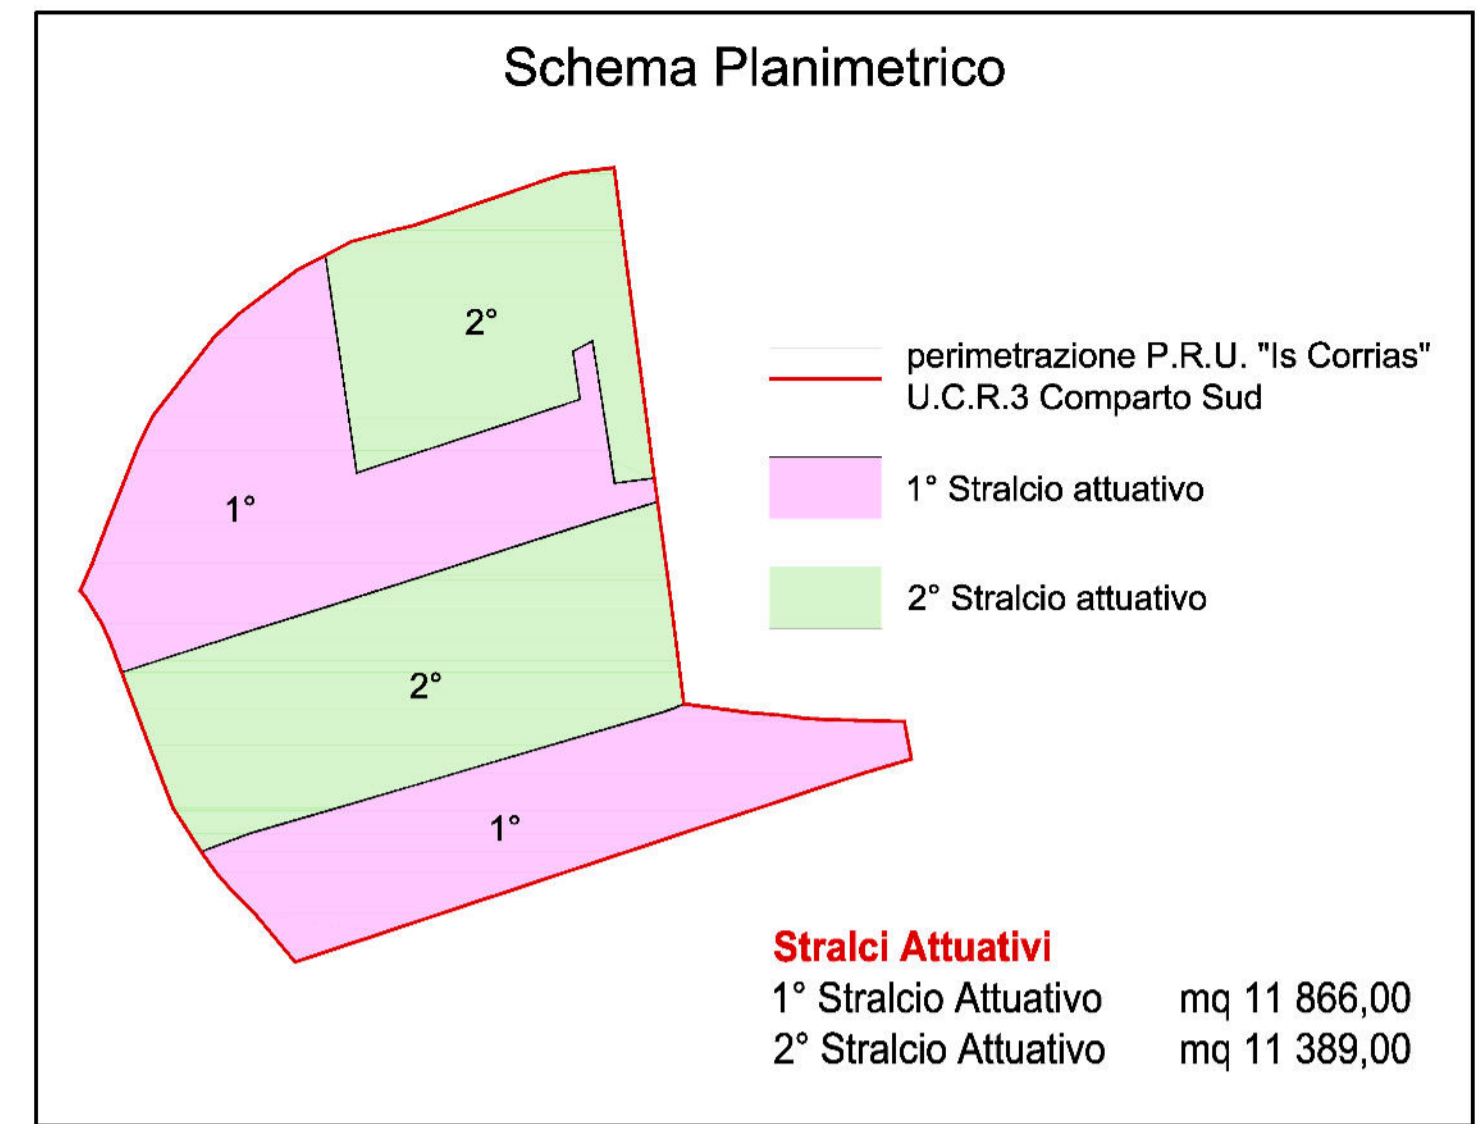 Schema Planimetrico
2°
perimetrazione P.R.U. "Is Corrias"
U.C.R.3 Comparto Sud
1° Stralcio attuativo
1°
2° Stralcio attuativo
2°
1°
Stralci Attuativi
1° Stralcio Attuativo mq 11 866,00
2° Stralcio Attuativo mq 11 389,00